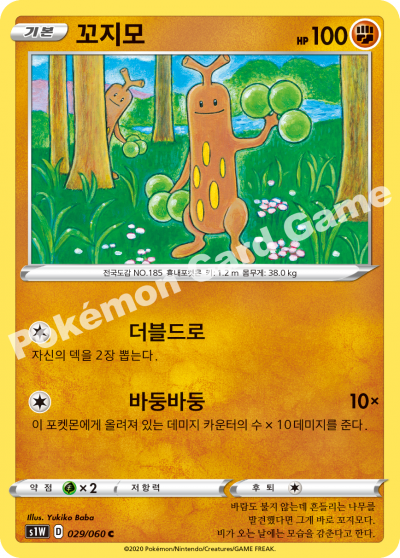 기본 꼬지모 HP 100
전국도감 NO.185 흉내포켓몬 키: 1.2 m 몸무게: 38.0 kg
더블드로
자신의 덱을 2장 뽑는다.
바둥바둥 10×
이 포켓몬에게 올려져 있는 데미지 카운터의 수 × 10데미지를 준다.
약점 ×2 저항력 후퇴
Illus. Yukiko Baba
s1W D 029/060 C
바람도 불지 않는데 흔들리는 나무를
발견했다면 그게 바로 꼬지모다.
비가 오는 날에는 모습을 감춘다고 한다.
©2020 Pokémon/Nintendo/Creatures/GAME FREAK.
Pokémon Card Game